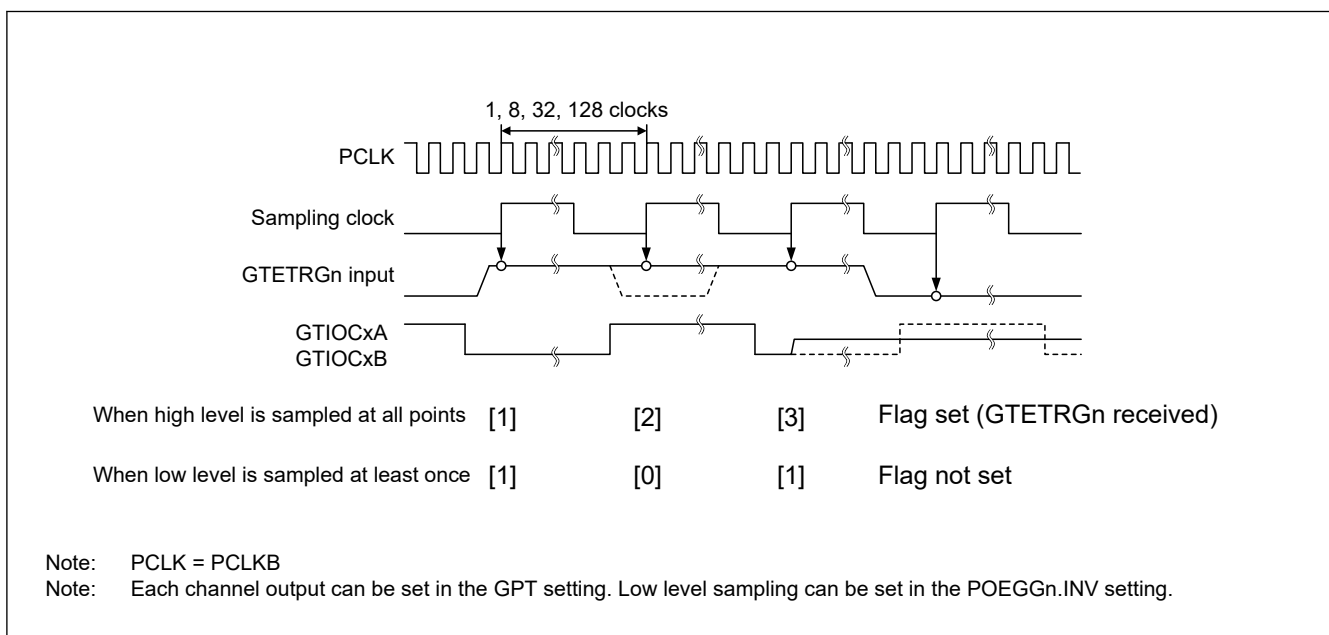 1, 8, 32, 128 clocks
PCLK
Sampling clock
GTETRGn input
GTIOCxA
GTIOCxB
When high level is sampled at all points [1] [2] [3] Flag set (GTETRGn received)
When low level is sampled at least once [1] [0] [1] Flag not set
Note: PCLK = PCLKB
Note: Each channel output can be set in the GPT setting. Low level sampling can be set in the POEGGn.INV setting.